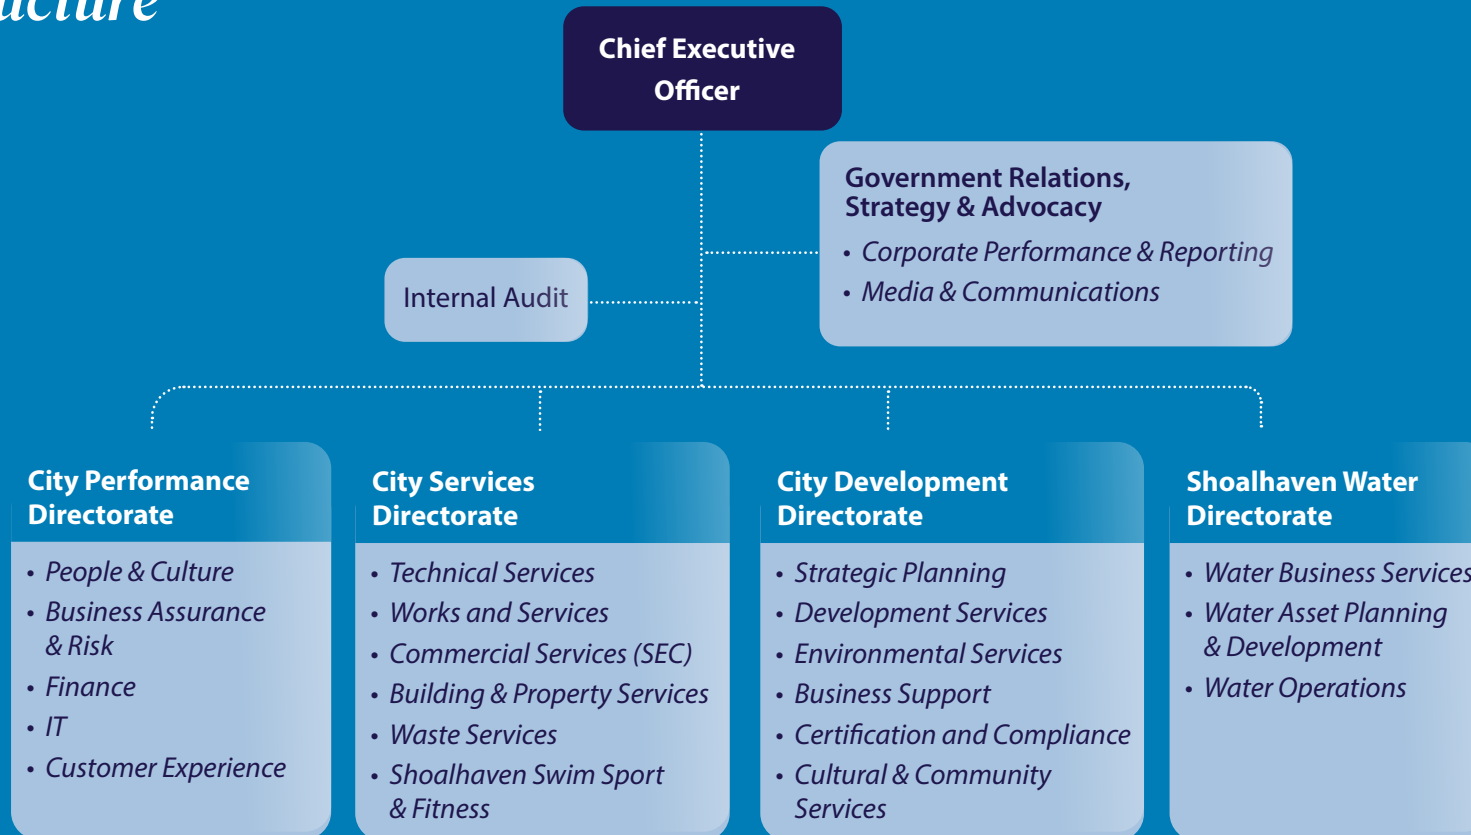 Chief Executive
Officer
Government Relations,
Strategy & Advocacy
• Corporate Performance & Reporting
• Media & Communications
Internal Audit
City Performance
Directorate
• People & Culture
• Business Assurance
& Risk
• Finance
• IT
• Customer Experience
City Services
Directorate
• Technical Services
• Works and Services
• Commercial Services (SEC)
• Building & Property Services
• Waste Services
• Shoalhaven Swim Sport
& Fitness
City Development
Directorate
• Strategic Planning
• Development Services
• Environmental Services
• Business Support
• Certification and Compliance
• Cultural & Community
Services
Shoalhaven Water
Directorate
• Water Business Services
• Water Asset Planning
& Development
• Water Operations